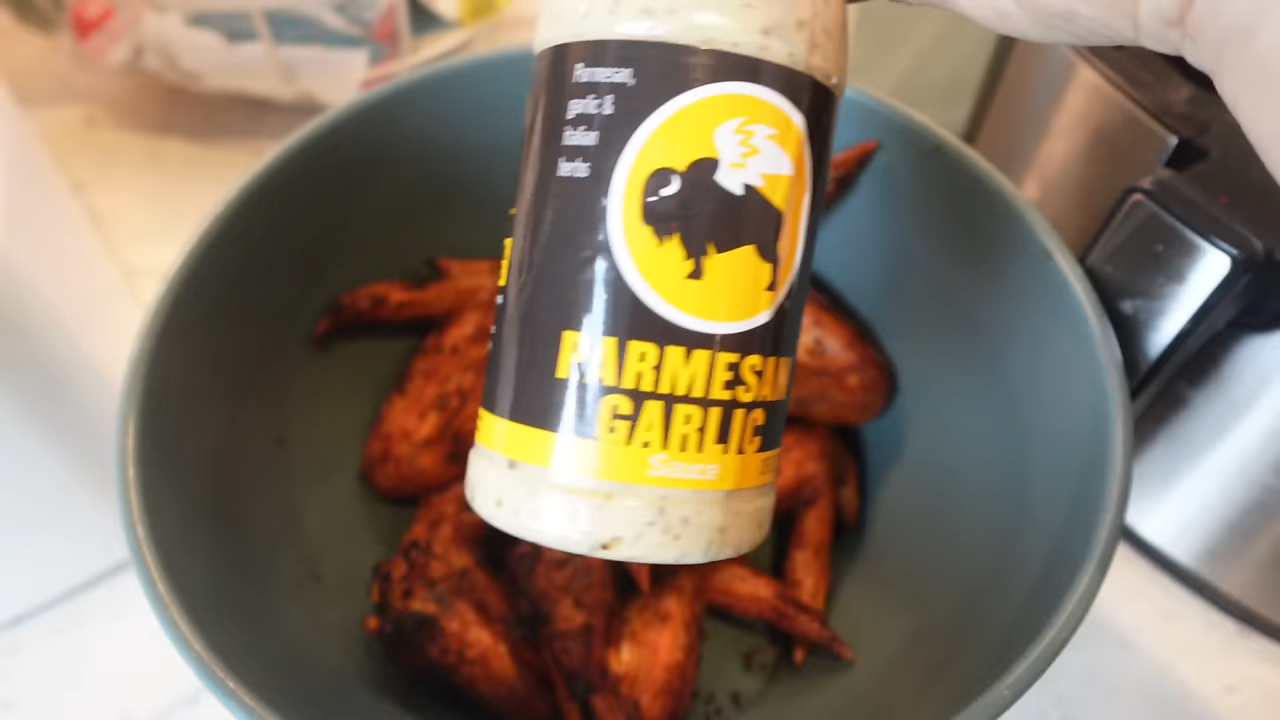 Parmesan,
garlic &
italian
herbs
PARMESAN
GARLIC
Sauce